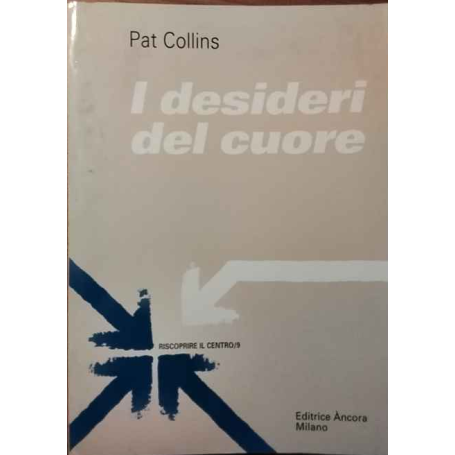 Pat Collins
I desideri
del cuore
RISCOPRIRE IL CENTRO/9
Editrice Àncora
Milano